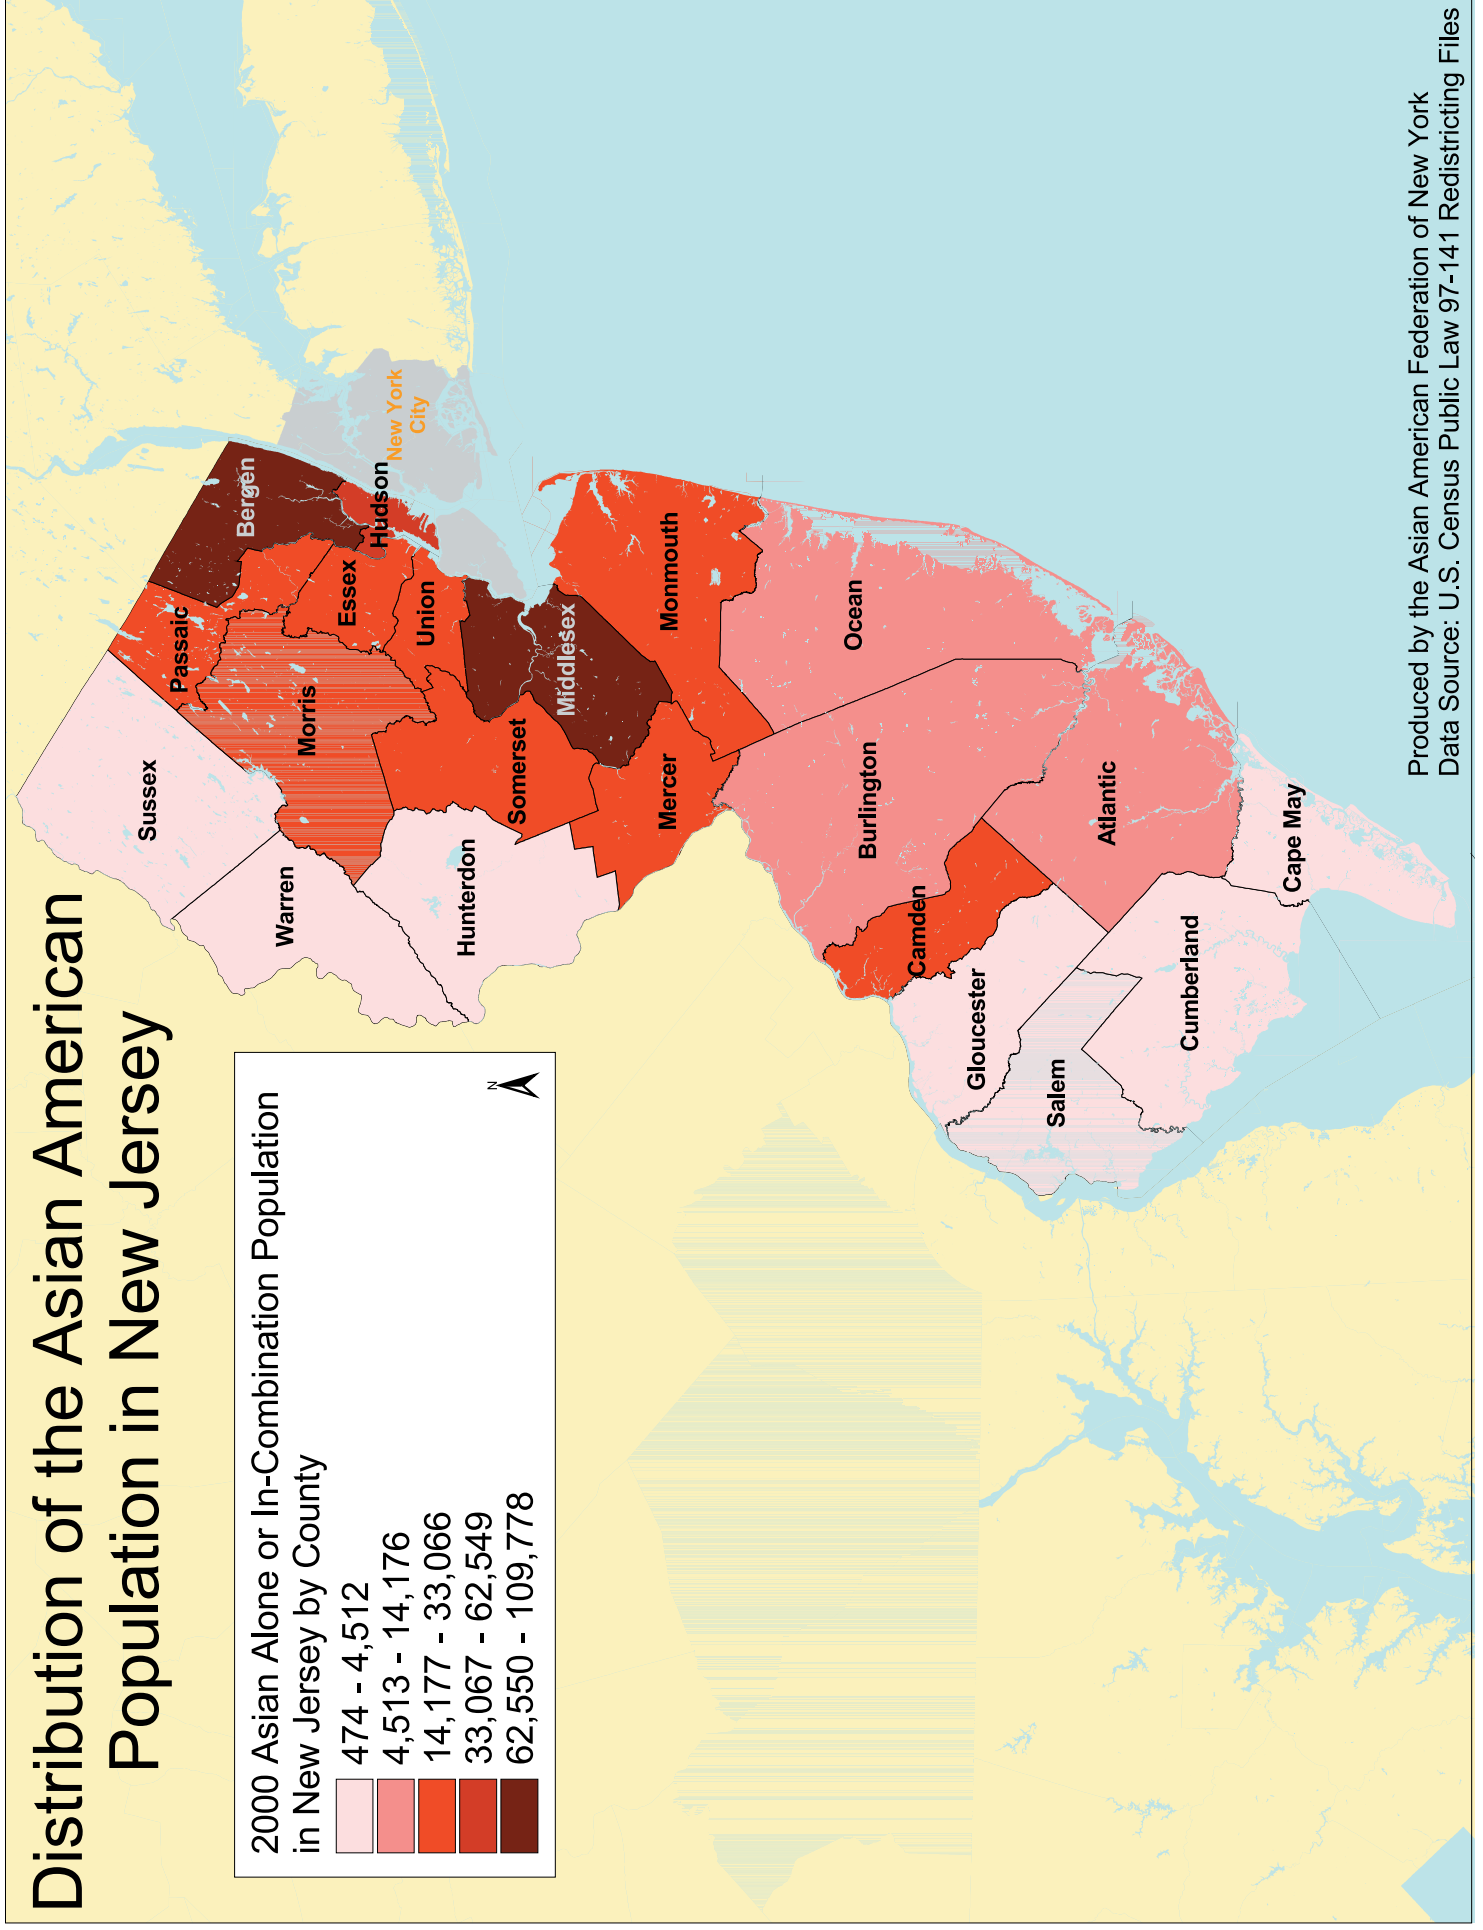 Distribution of the Asian American
Population in New Jersey
2000 Asian Alone or In-Combination Population
in New Jersey by County
474 - 4,512
4,513 - 14,176
14,177 - 33,066
33,067 - 62,549
62,550 - 109,778
N
Sussex
Passaic
Bergen
Warren
Morris
Essex
Hudson
New York
City
Union
Hunterdon
Somerset
Middlesex
Mercer
Monmouth
Ocean
Burlington
Camden
Gloucester
Salem
Atlantic
Cumberland
Cape May
Produced by the Asian American Federation of New York
Data Source: U.S. Census Public Law 97-141 Redistricting Files